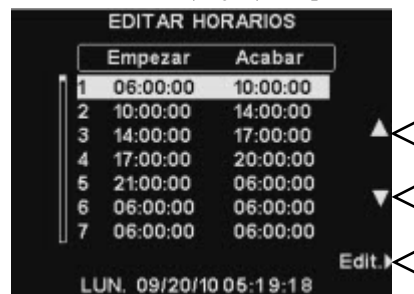 EDITAR HORARIOS
Empezar Acabar
1 06:00:00 10:00:00
2 10:00:00 14:00:00
3 14:00:00 17:00:00
4 17:00:00 20:00:00
5 21:00:00 06:00:00
6 06:00:00 06:00:00
7 06:00:00 06:00:00
Edit.
LUN. 09/20/10 05:19:18